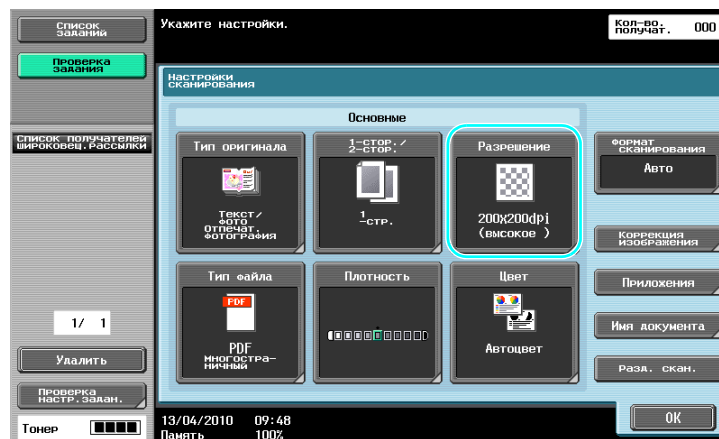 Список
заданий
Укажите настройки.
Кол-во.
получат.
000
Проверка
задания
Настройки
сканирования
Основные
Список получателей
широковещ.рассылки
Тип оригинала
Текст/
фото
Отпечат.
фотография
1-стор./
2-стор.
1
-стр.
Разрешение
200x200dpi
(высокое )
Формат
сканирования
Авто
Коррекция
изображения
Тип файла
PDF
PDF
многостра-
ничный
Плотность
Цвет
Автоцвет
Приложения
Имя документа
Разд. скан.
1/ 1
Удалить
Проверка
настр.задан.
Тонер
13/04/2010 09:48
Память 100%
OK